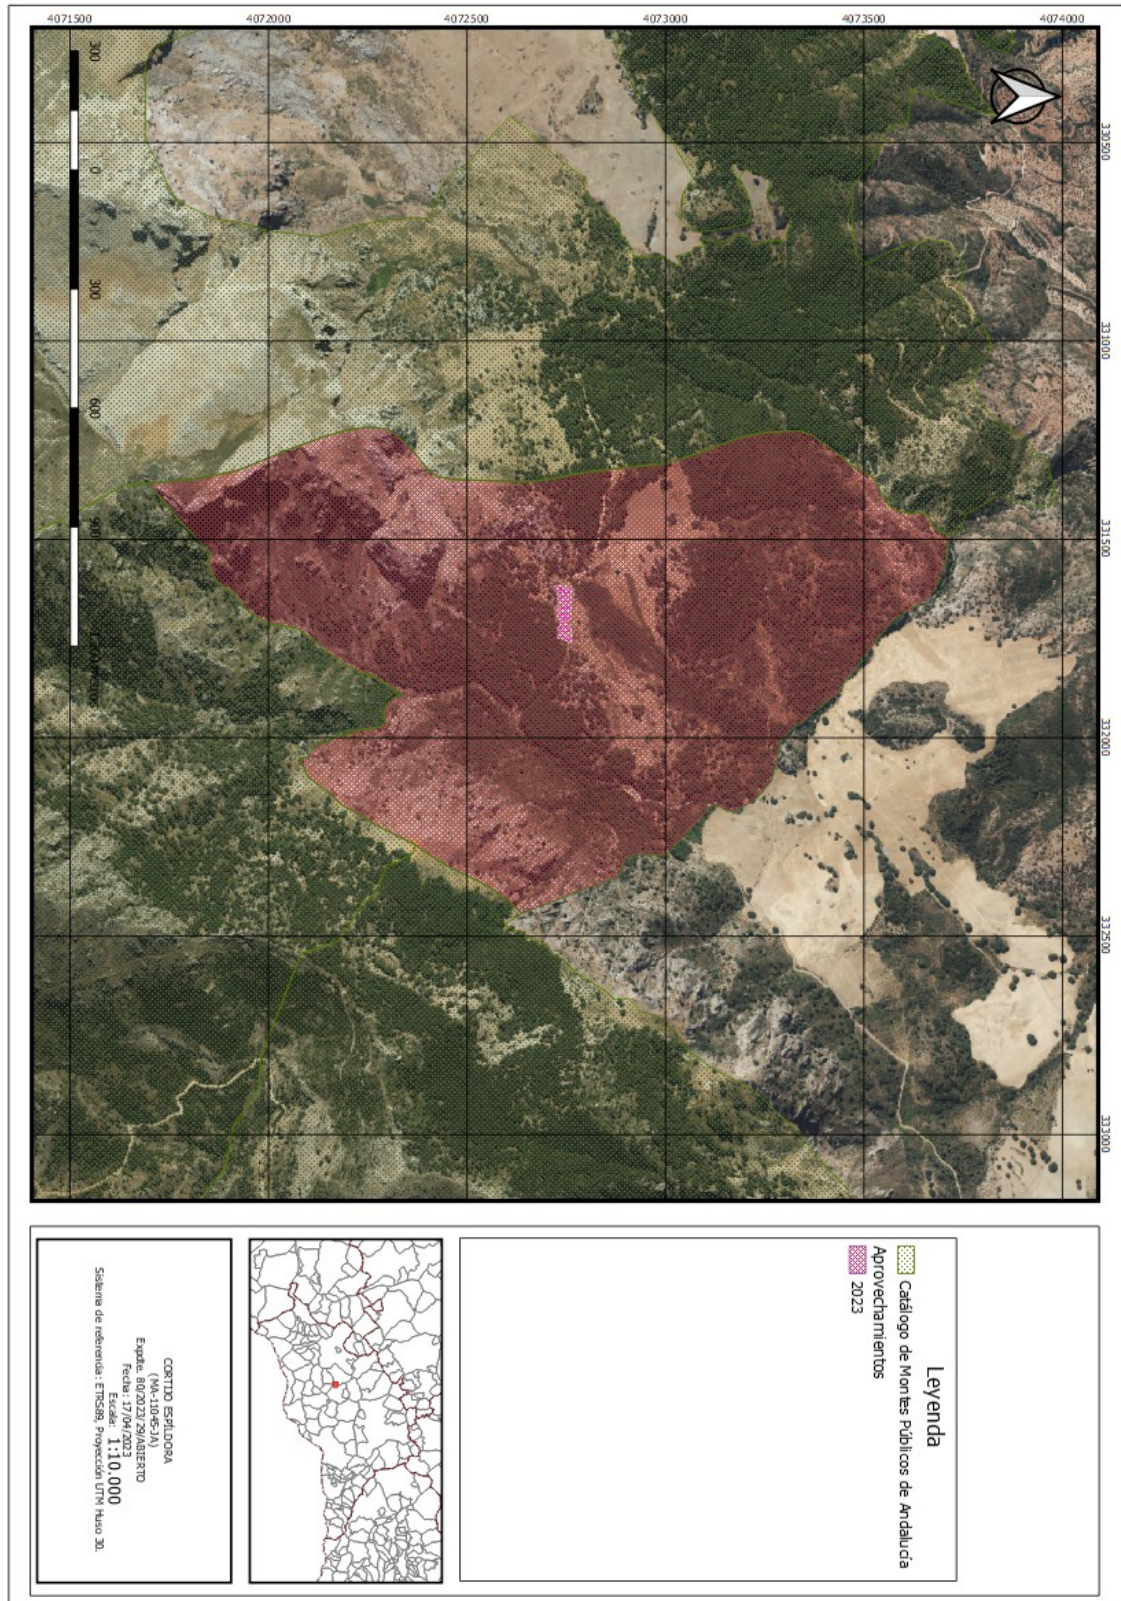 4071500 4072000 4072500 4073000 4073500 4074000
330500
331000
331500
332000
332500
333000
300
0
300
600
900
Leyenda
Catálogo de Montes Públicos de Andalucía
Aprovechamientos
2023
CORTIJO ESPÍLDORA
(MA-11045-JA)
Expdte. 80/2023/29/ABIERTO
Fecha: 17/04/2023
Escala: 1:10.000
Sistema de referencia: ETRS89, Proyección UTM Huso 30.